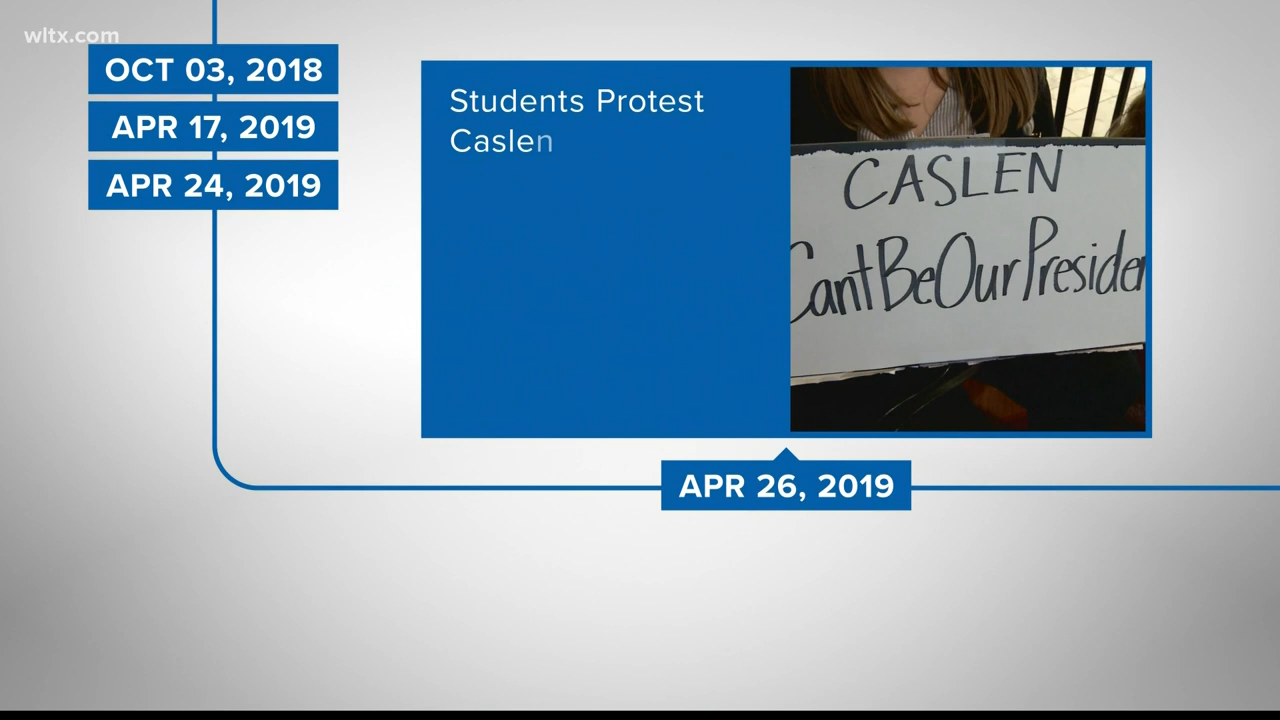 wltx.com
OCT 03, 2018
APR 17, 2019
APR 24, 2019
Students Protest
Caslen
CASLEN
CantBeOurPresiden
APR 26, 2019